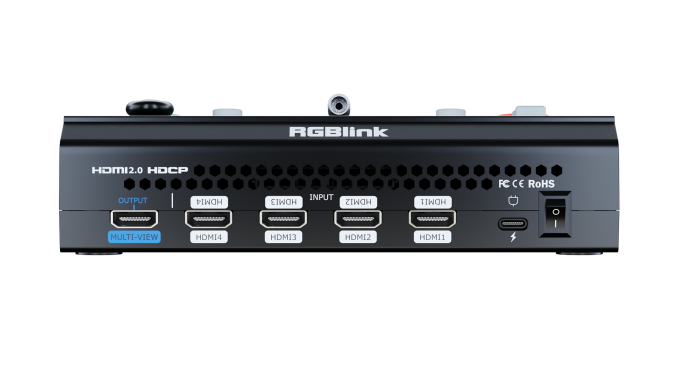 RGBlink
HDMI2.0 HDCP
FC CE RoHS
OUTPUT
INPUT
HDMI4 HDMI3 HDMI2 HDMI1
MULTI-VIEW HDMI4 HDMI3 HDMI2 HDMI1
O
I